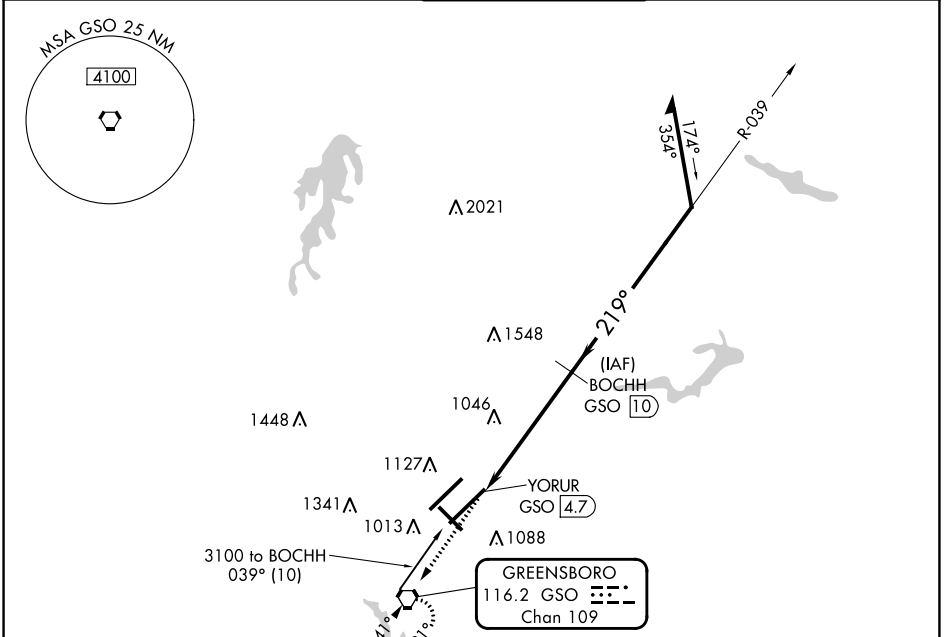 MSA GSO 25 NM
4100
R-039
174°
354°
2021
219°
1548
(IAF)
BOCHH
GSO 10
1046
1448
1127
YORUR
GSO 4.7
1341
1013
1088
3100 to BOCHH
039° (10)
GREENSBORO
116.2 GSO
Chan 109